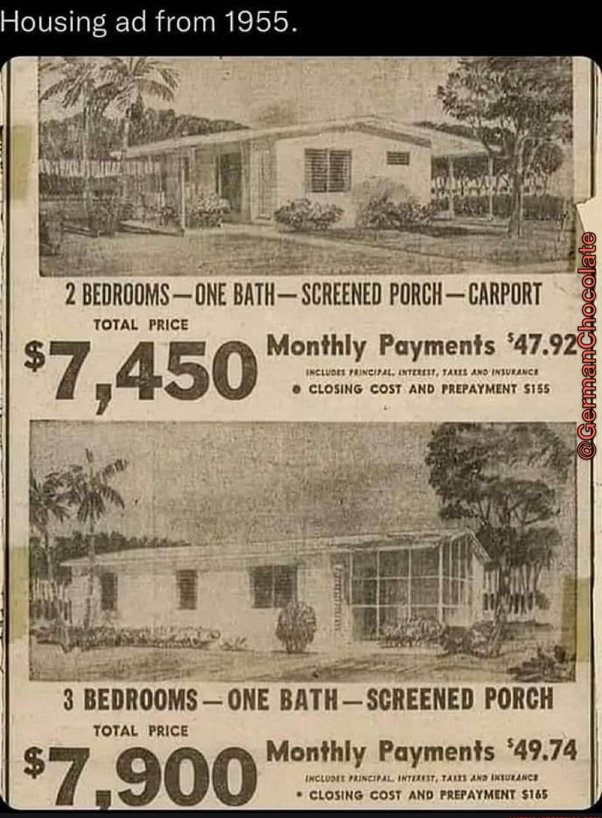 Housing ad from 1955.
2 BEDROOMS—ONE BATH—SCREENED PORCH—CARPORT
TOTAL PRICE
$7,450
Monthly Payments $47.92
INCLUDES PRINCIPAL, INTEREST, TAXES AND INSURANCE
• CLOSING COST AND PREPAYMENT $155
3 BEDROOMS—ONE BATH—SCREENED PORCH
TOTAL PRICE
$7,900
Monthly Payments $49.74
INCLUDES PRINCIPAL, INTEREST, TAXES AND INSURANCE
• CLOSING COST AND PREPAYMENT $165
@GermanChocolate